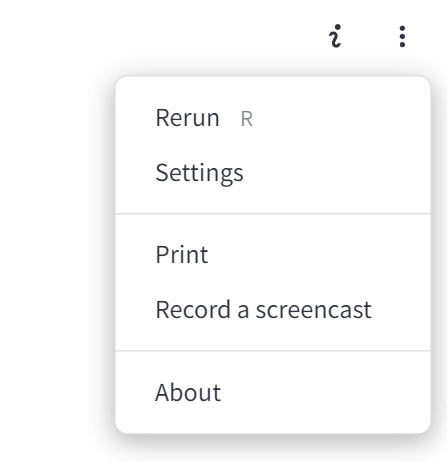 Rerun R
Settings
Print
Record a screencast
About